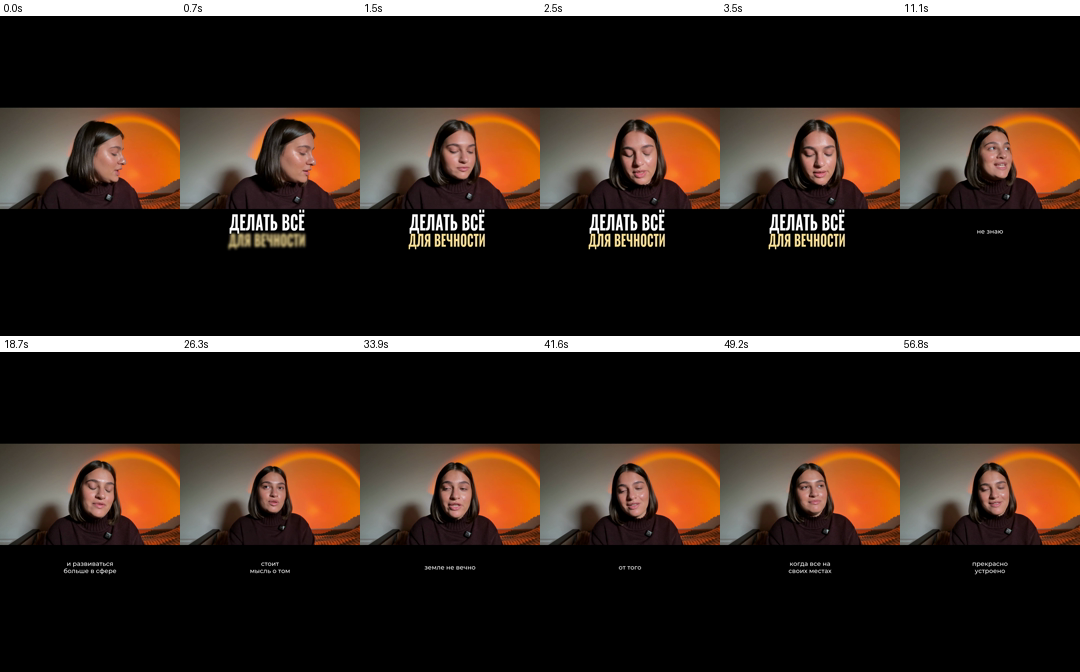 0.0s
0.7s
1.5s
2.5s
3.5s
11.1s
ДЕЛАТЬ ВСЁ
ДЛЯ ВЕЧНОСТИ
ДЕЛАТЬ ВСЁ
ДЛЯ ВЕЧНОСТИ
ДЕЛАТЬ ВСЁ
ДЛЯ ВЕЧНОСТИ
ДЕЛАТЬ ВСЁ
ДЛЯ ВЕЧНОСТИ
не знаю
18.7s
26.3s
33.9s
41.6s
49.2s
56.8s
и развиваться
больше в сфере
стоит
мысль о том
земле не вечно
от того
когда все на
своих местах
прекрасно
устроено